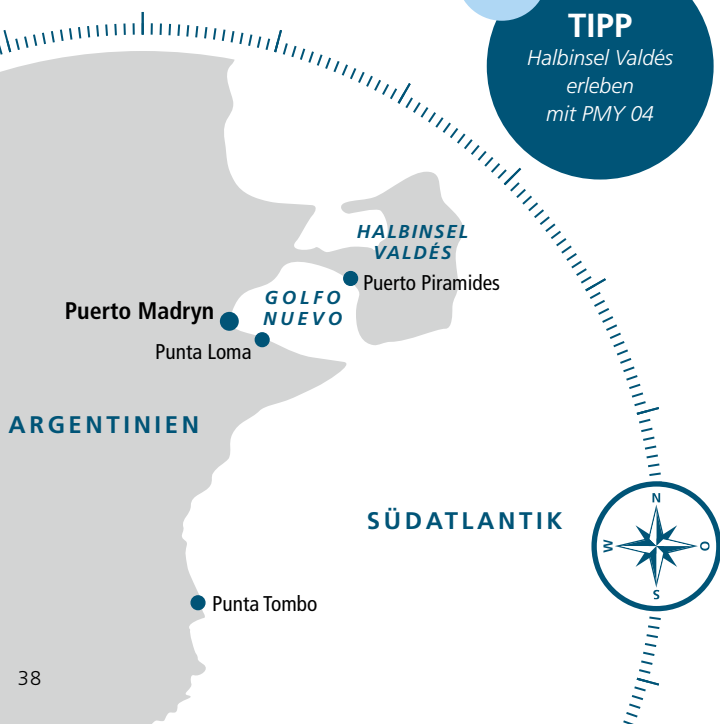 TIPP
Halbinsel Valdés
erleben
mit PMY 04
HALBINSEL
VALDÉS
Puerto Piramides
GOLFO
NUEVO
Puerto Madryn
Punta Loma
ARGENTINIEN
SÜDATLANTIK
N
W
O
S
Punta Tombo
38